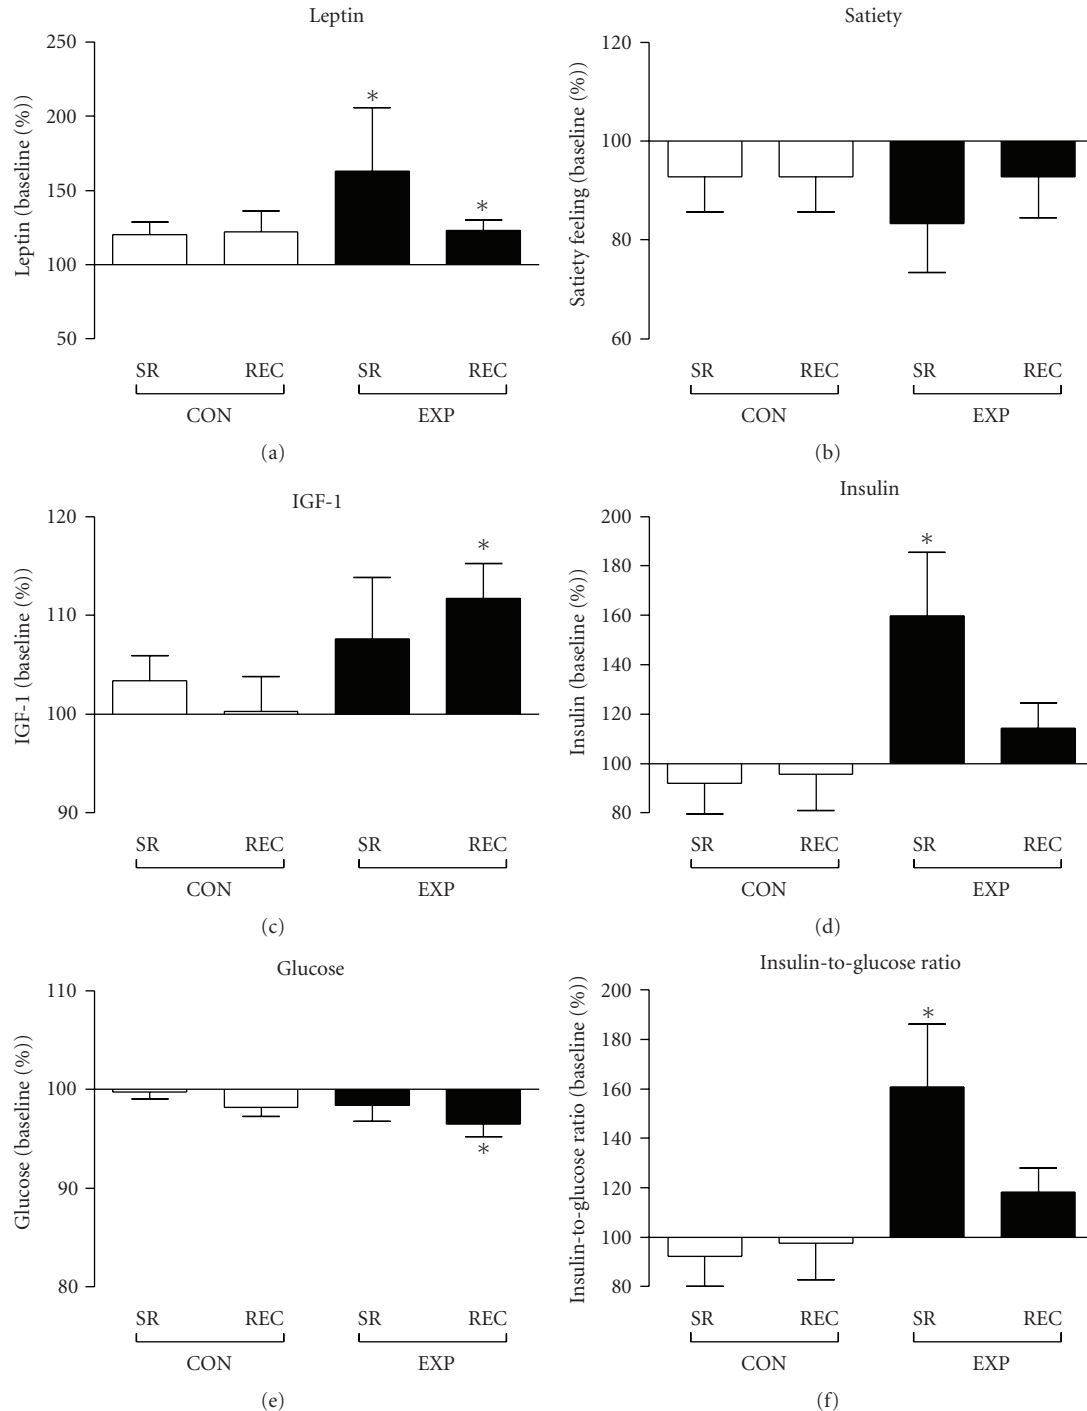 Leptin
Leptin (baseline (%))
250
200
150
100
50
*
*
SR REC SR REC
CON EXP
(a)
Satiety
Satiety feeling (baseline (%))
120
100
80
60
SR REC SR REC
CON EXP
(b)
IGF-1
IGF-1 (baseline (%))
120
110
100
90
*
SR REC SR REC
CON EXP
(c)
Insulin
Insulin (baseline (%))
200
180
160
140
120
100
80
*
SR REC SR REC
CON EXP
(d)
Glucose
Glucose (baseline (%))
110
100
90
80
*
SR REC SR REC
CON EXP
(e)
Insulin-to-glucose ratio
Insulin-to-glucose ratio (baseline (%))
200
180
160
140
120
100
80
*
SR REC SR REC
CON EXP
(f)